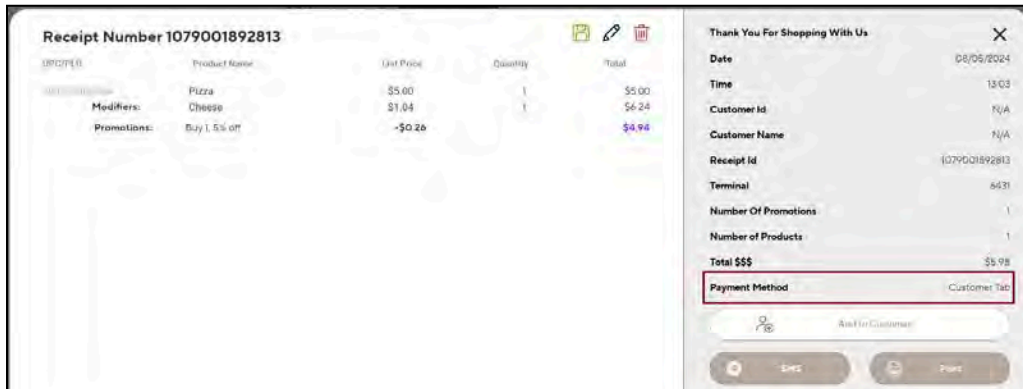 Receipt Number 1079001892813
UPC/PLU Product Name Unit Price Quantity Total
Pizza $5.00 1 $5.00
Modifiers: Cheese $1.04 1 $6.24
Promotions: Buy 1, 5% off -$0.26 $4.94
Thank You For Shopping With Us
Date 08/05/2024
Time 13:03
Customer Id N/A
Customer Name N/A
Receipt Id 1079001892813
Terminal 6431
Number Of Promotions 1
Number of Products 1
Total $$$ $5.98
Payment Method Customer Tab
Add to Customer
SMS
Print